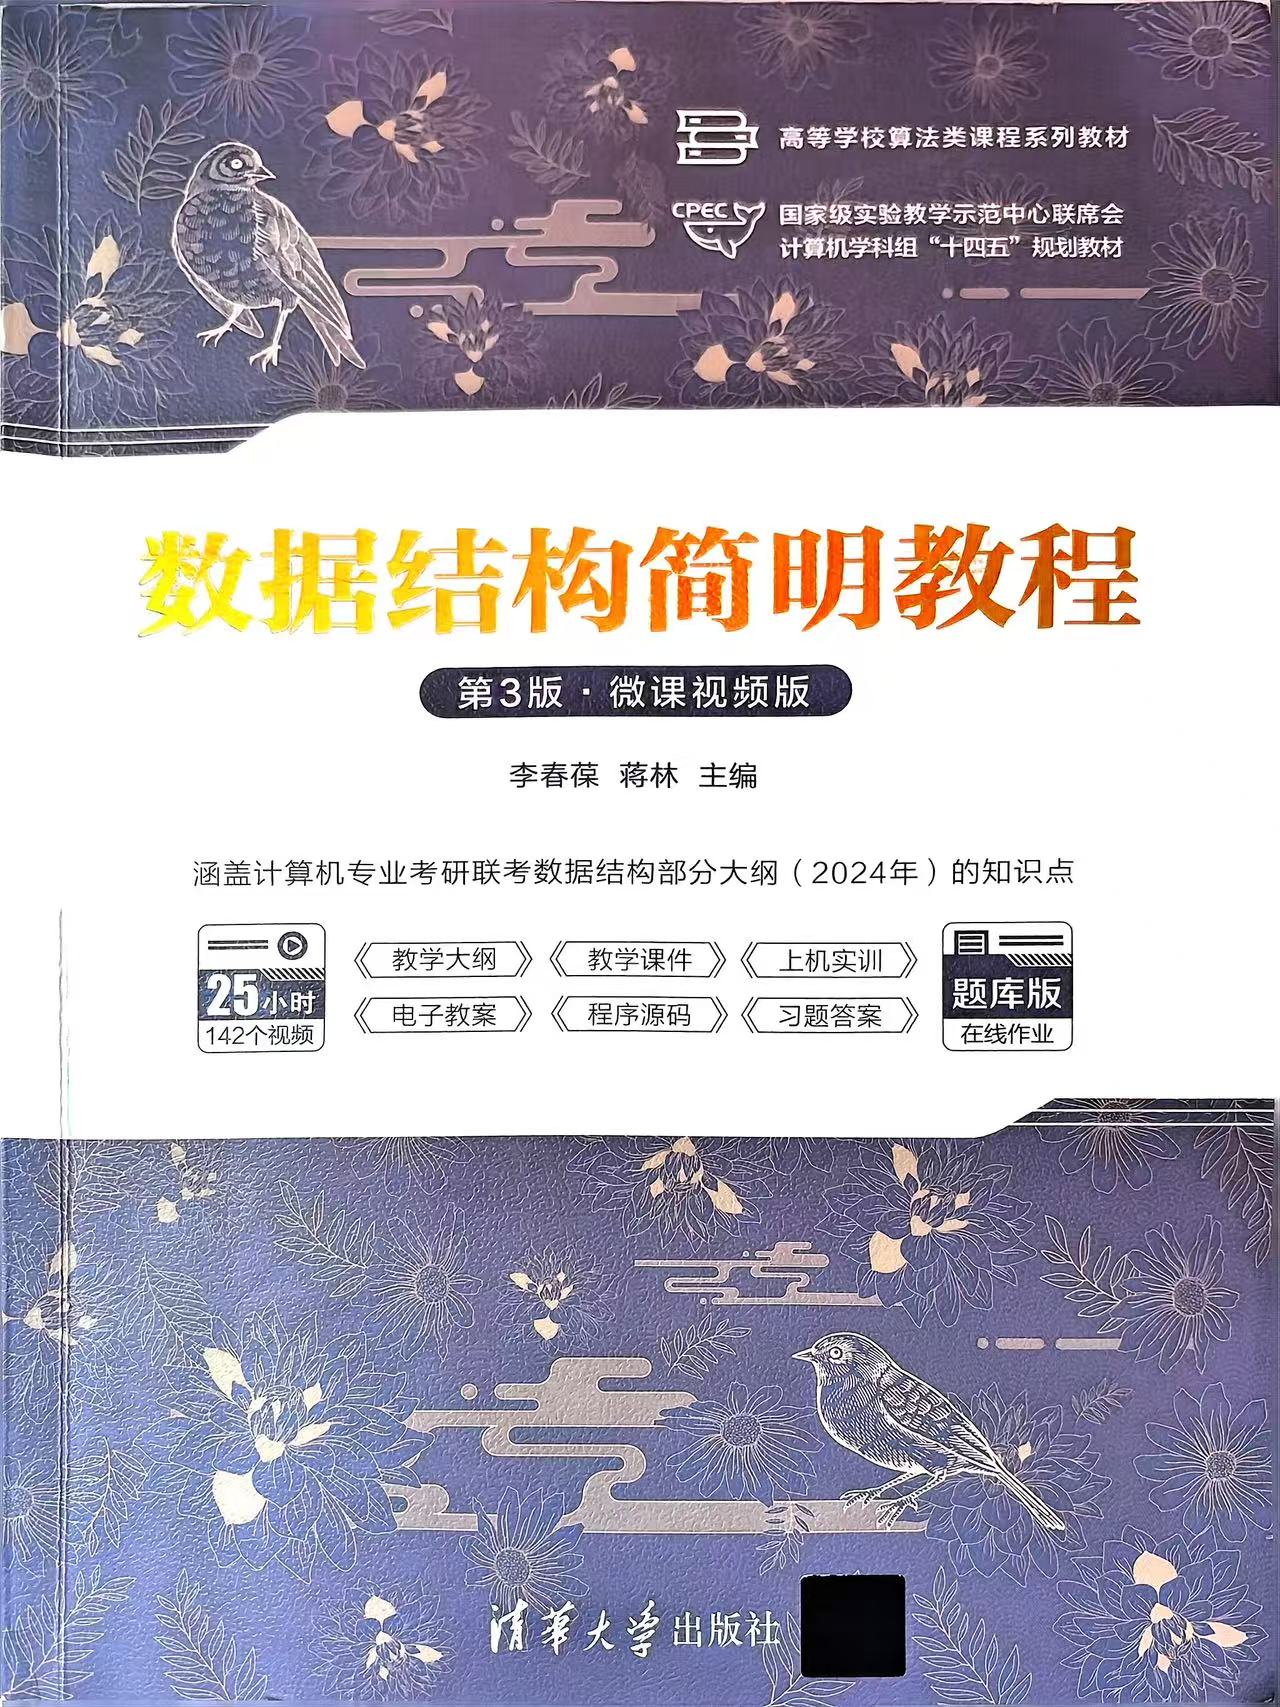 高等学校算法类课程系列教材
CPEC
国家级实验教学示范中心联席会
计算机学科组“十四五”规划教材
数据结构简明教程
第3版·微课视频版
李春葆 蒋林 主编
涵盖计算机专业考研联考数据结构部分大纲（2024年）的知识点
25小时
142个视频
教学大纲
教学课件
上机实训
电子教案
程序源码
习题答案
题库版
在线作业
清华大学出版社